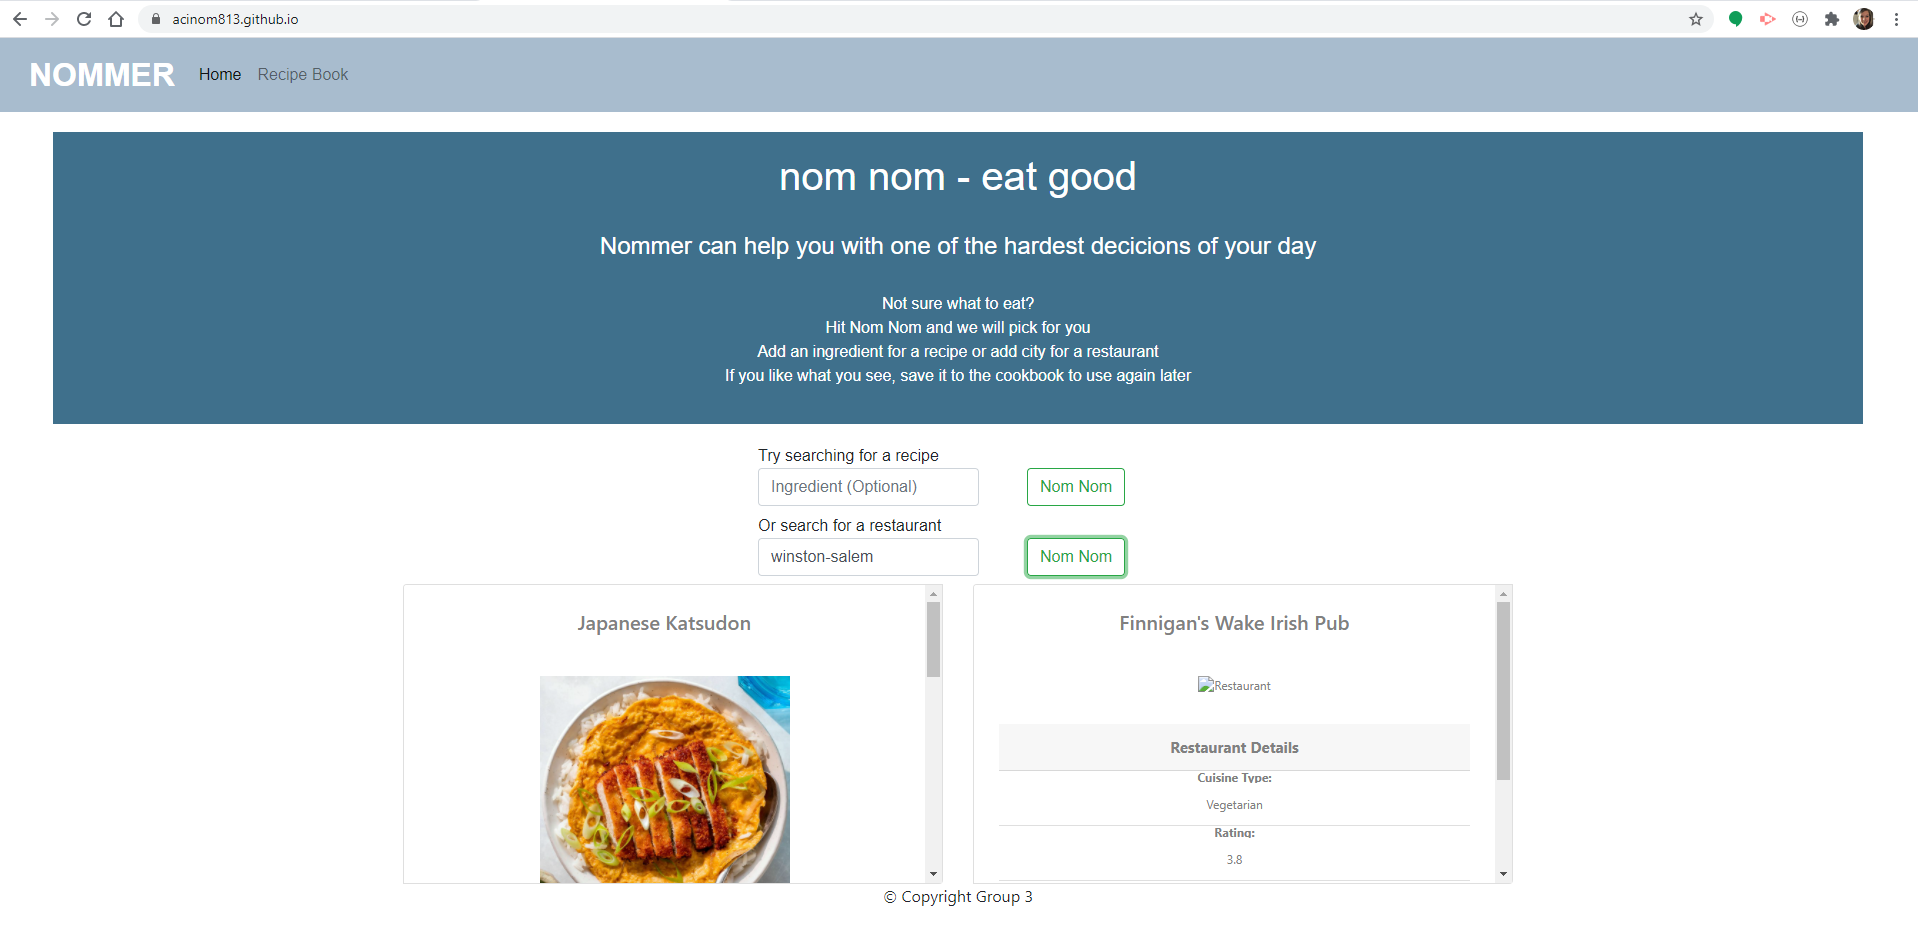 acinom813.github.io
NOMMER Home Recipe Book
nom nom - eat good
Nommer can help you with one of the hardest decicions of your day
Not sure what to eat?
Hit Nom Nom and we will pick for you
Add an ingredient for a recipe or add city for a restaurant
If you like what you see, save it to the cookbook to use again later
Try searching for a recipe
Ingredient (Optional) Nom Nom
Or search for a restaurant
winston-salem Nom Nom
Japanese Katsudon
Finnigan's Wake Irish Pub
Restaurant
Restaurant Details
Cuisine Type:
Vegetarian
Rating:
3.8
© Copyright Group 3